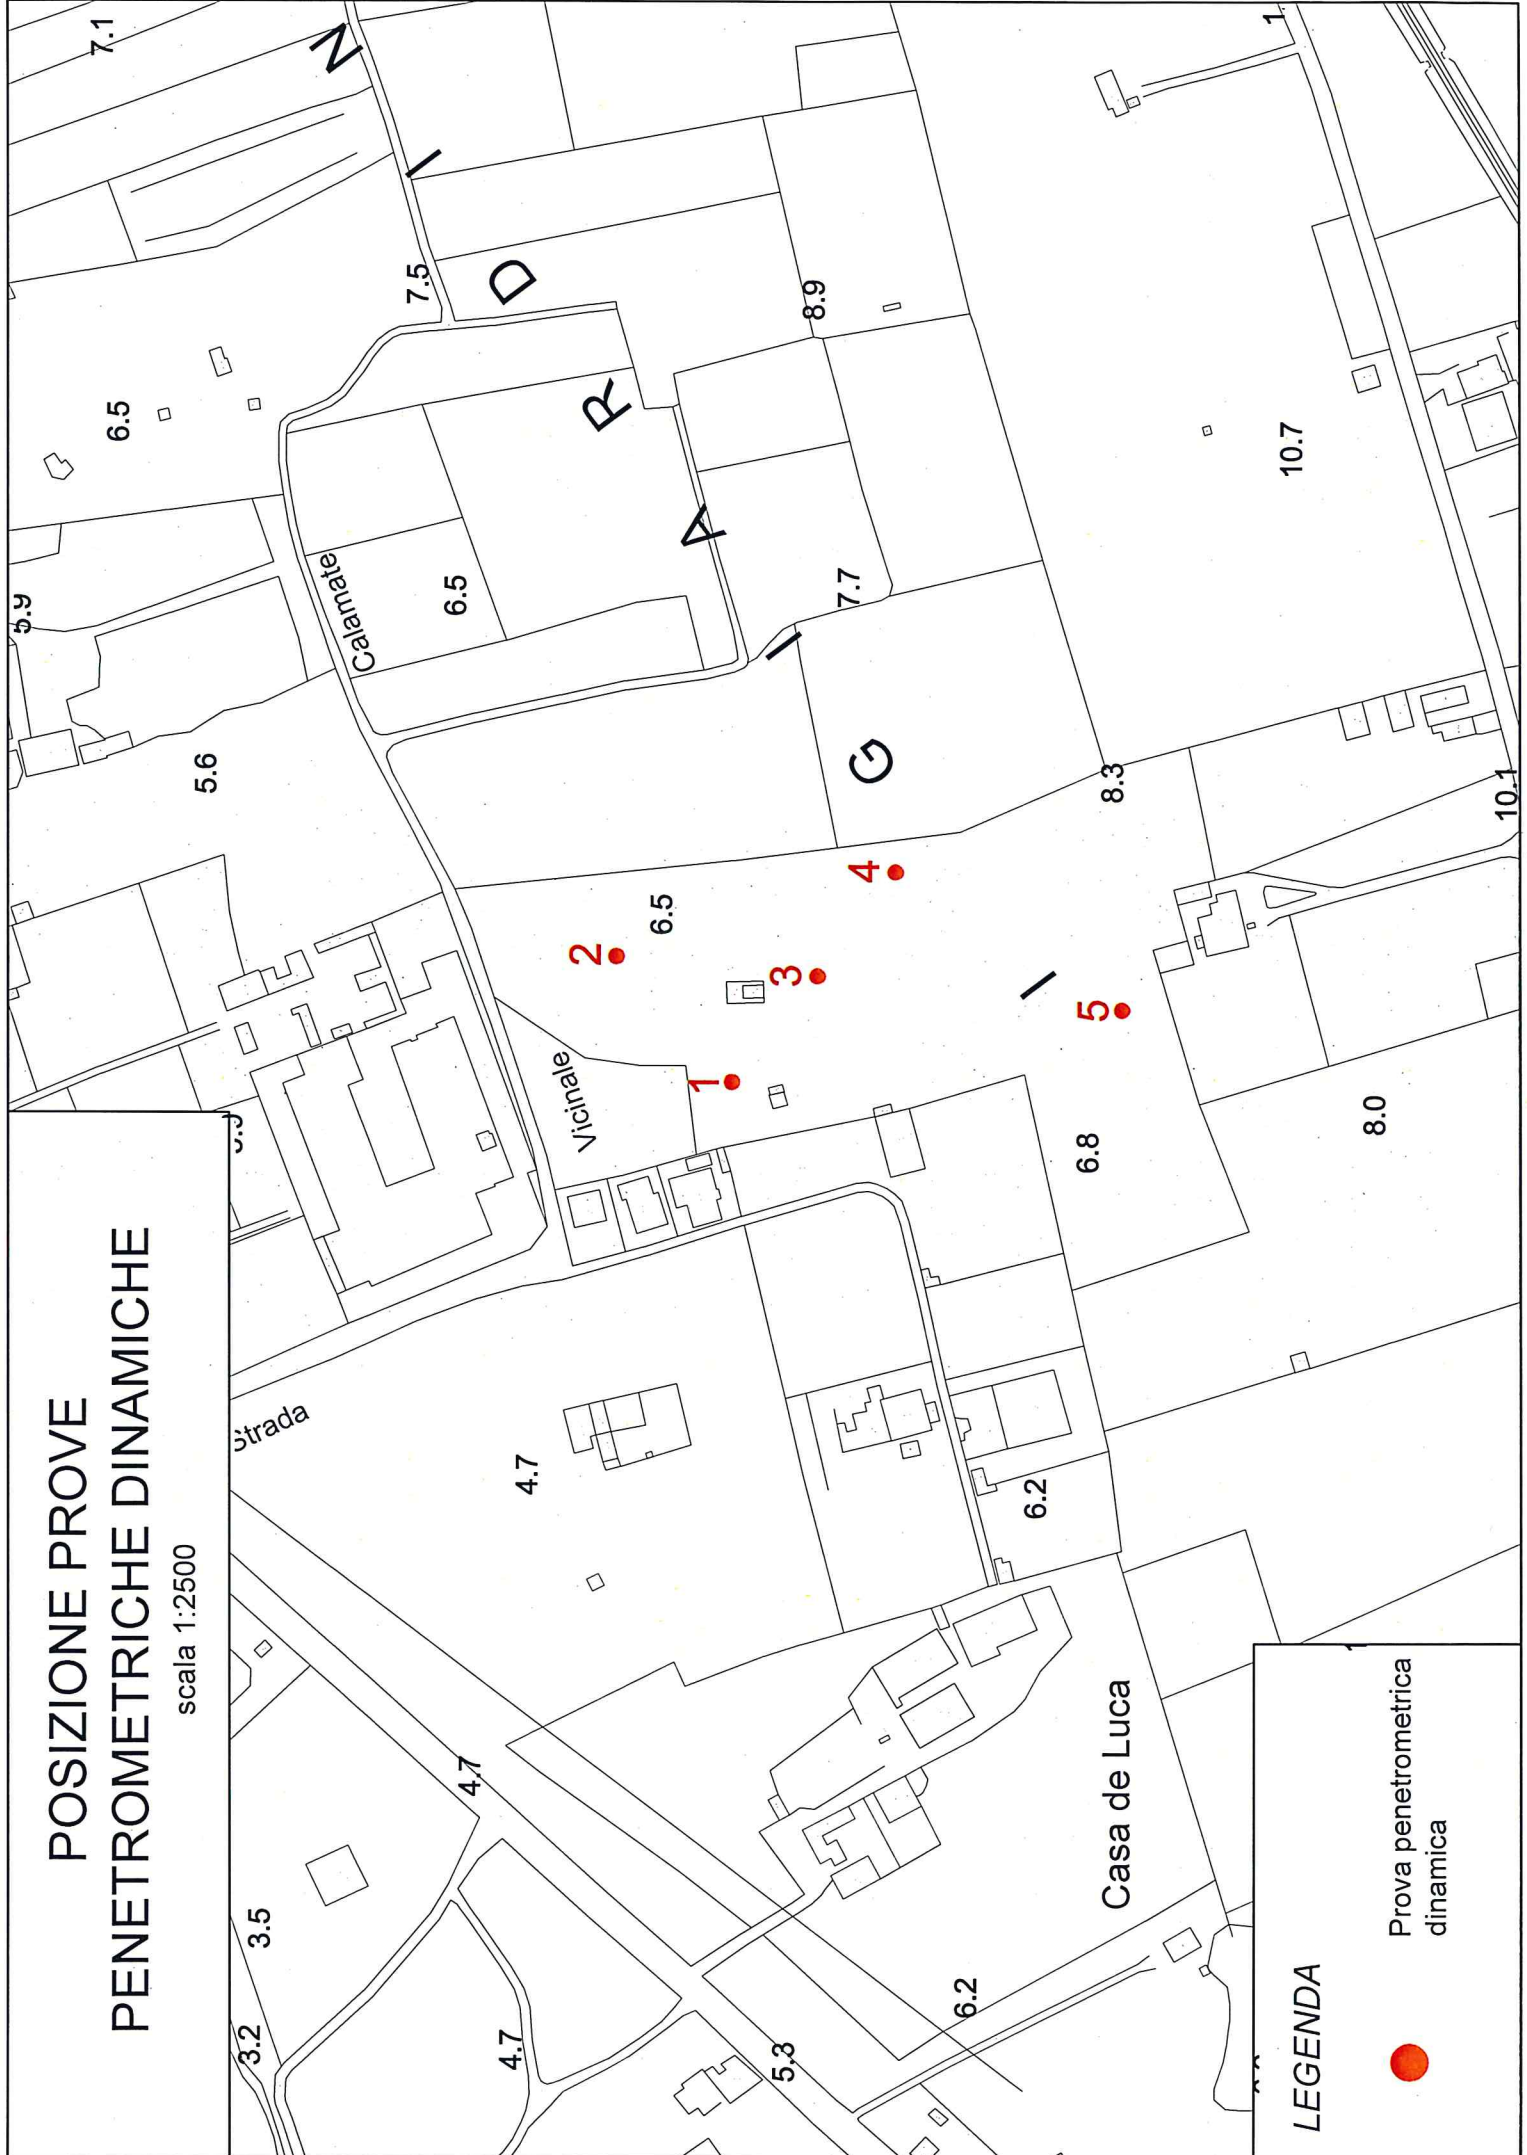 POSIZIONE PROVE
PENETROMETRICHE DINAMICHE
scala 1:2500
5.9
7.1
6.5
5.6
3.2
3.5
Strada
Vicinale
Calamate
7.5
6.5
4.7
4.7
4.7
2
6.5
1
3
5.3
8.9
7.7
4
I GIARDIN
6.2
6.2
6.8
8.3
5
Casa de Luca
10.7
8.0
10.1
LEGENDA
Prova penetrometrica
dinamica